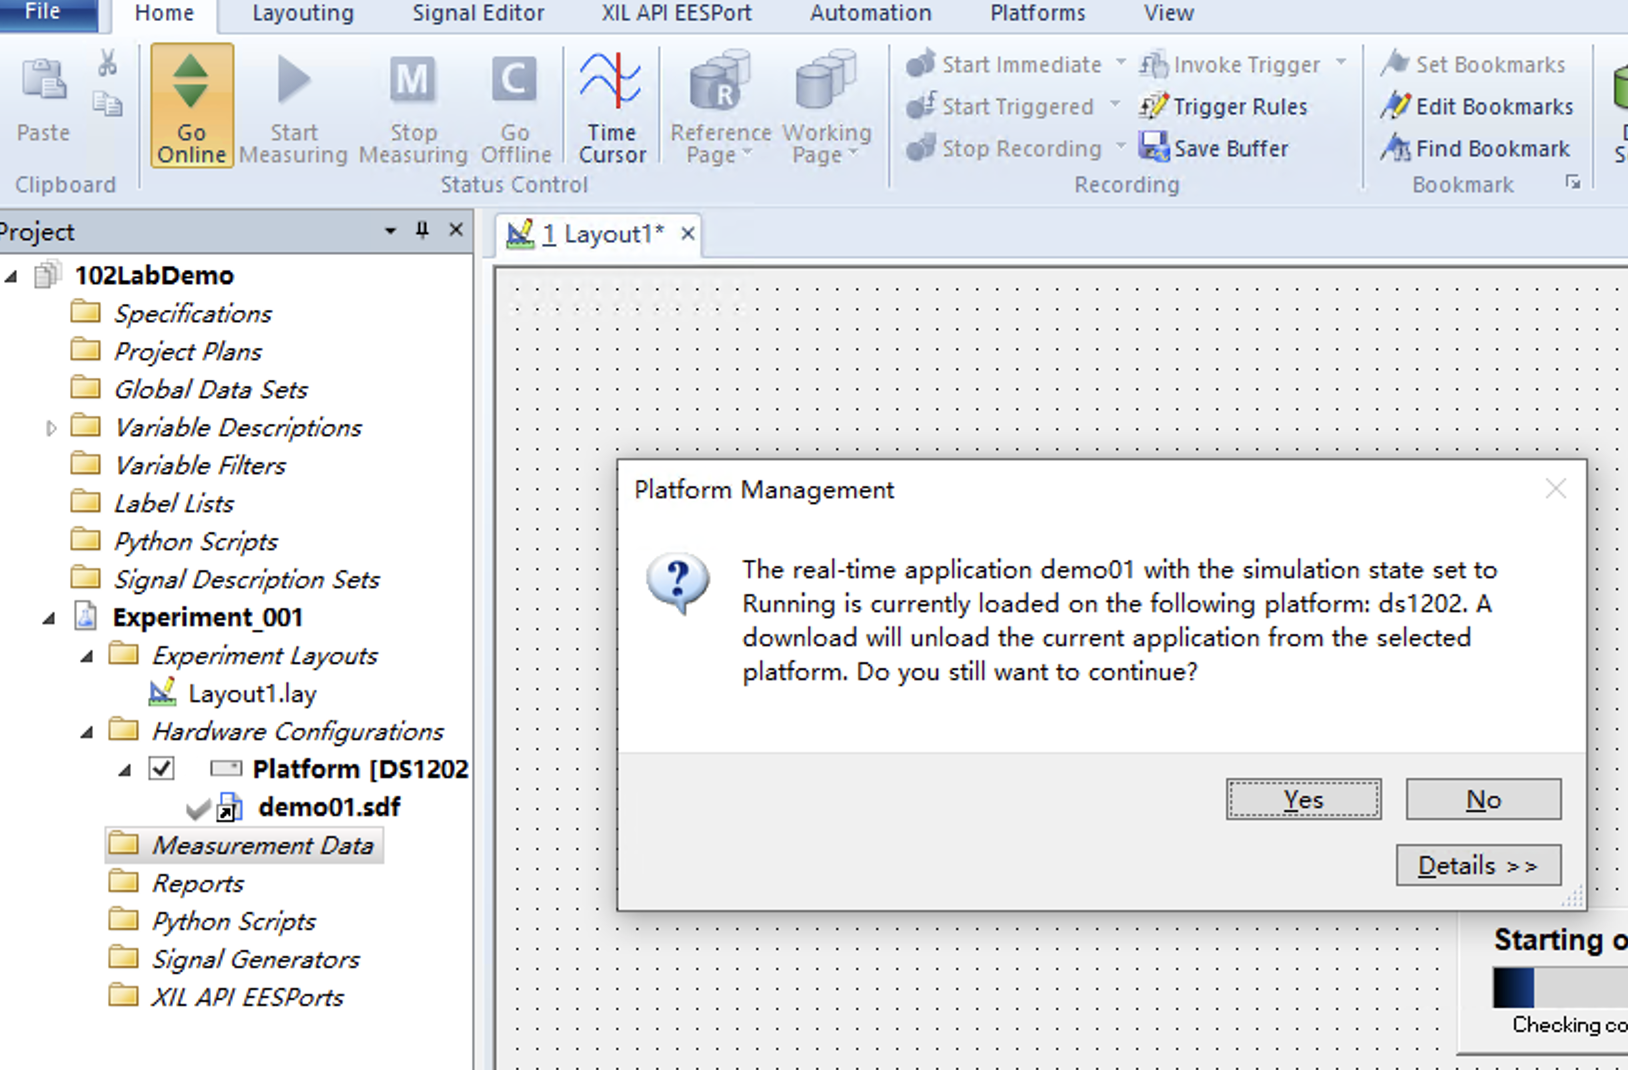 File Home Layouting Signal Editor XIL API EESPort Automation Platforms View
Paste
Clipboard
Go Online
Start Measuring
M
Stop Measuring
C
Go Offline
Time Cursor
Status Control
R
Reference Page
Working Page
Start Immediate
Start Triggered
Stop Recording
Invoke Trigger
Trigger Rules
Save Buffer
Recording
Set Bookmarks
Edit Bookmarks
Find Bookmark
Bookmark
Project
1 Layout1*
102LabDemo
Specifications
Project Plans
Global Data Sets
Variable Descriptions
Variable Filters
Label Lists
Python Scripts
Signal Description Sets
Experiment_001
Experiment Layouts
Layout1.lay
Hardware Configurations
Platform [DS1202
demo01.sdf
Measurement Data
Reports
Python Scripts
Signal Generators
XIL API EESPorts
Platform Management
?
The real-time application demo01 with the simulation state set to
Running is currently loaded on the following platform: ds1202. A
download will unload the current application from the selected
platform. Do you still want to continue?
Yes
No
Details >>
Starting
Checking